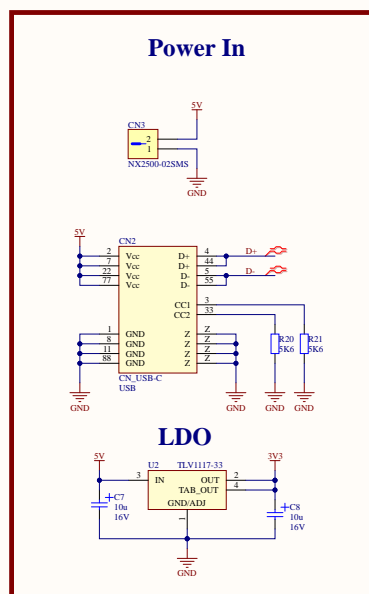 Power In
5V
CN3
2
1
NX2500-02SMS
GND
5V
CN2
2 Vcc D+ 4 D+
7 Vcc D+ 44
22 Vcc D- 5 D-
77 Vcc D- 55
CC1 3
CC2 33
1 GND Z Z
8 GND Z Z
11 GND Z Z
88 GND Z Z
R20 R21
5K6 5K6
CN_USB-C
USB
GND GND GND GND
LDO
5V U2 TLV1117-33 3V3
3 IN OUT 2
TAB_OUT 4
GND/ADJ
1
+ C7
10u
16V
+ C8
10u
16V
GND